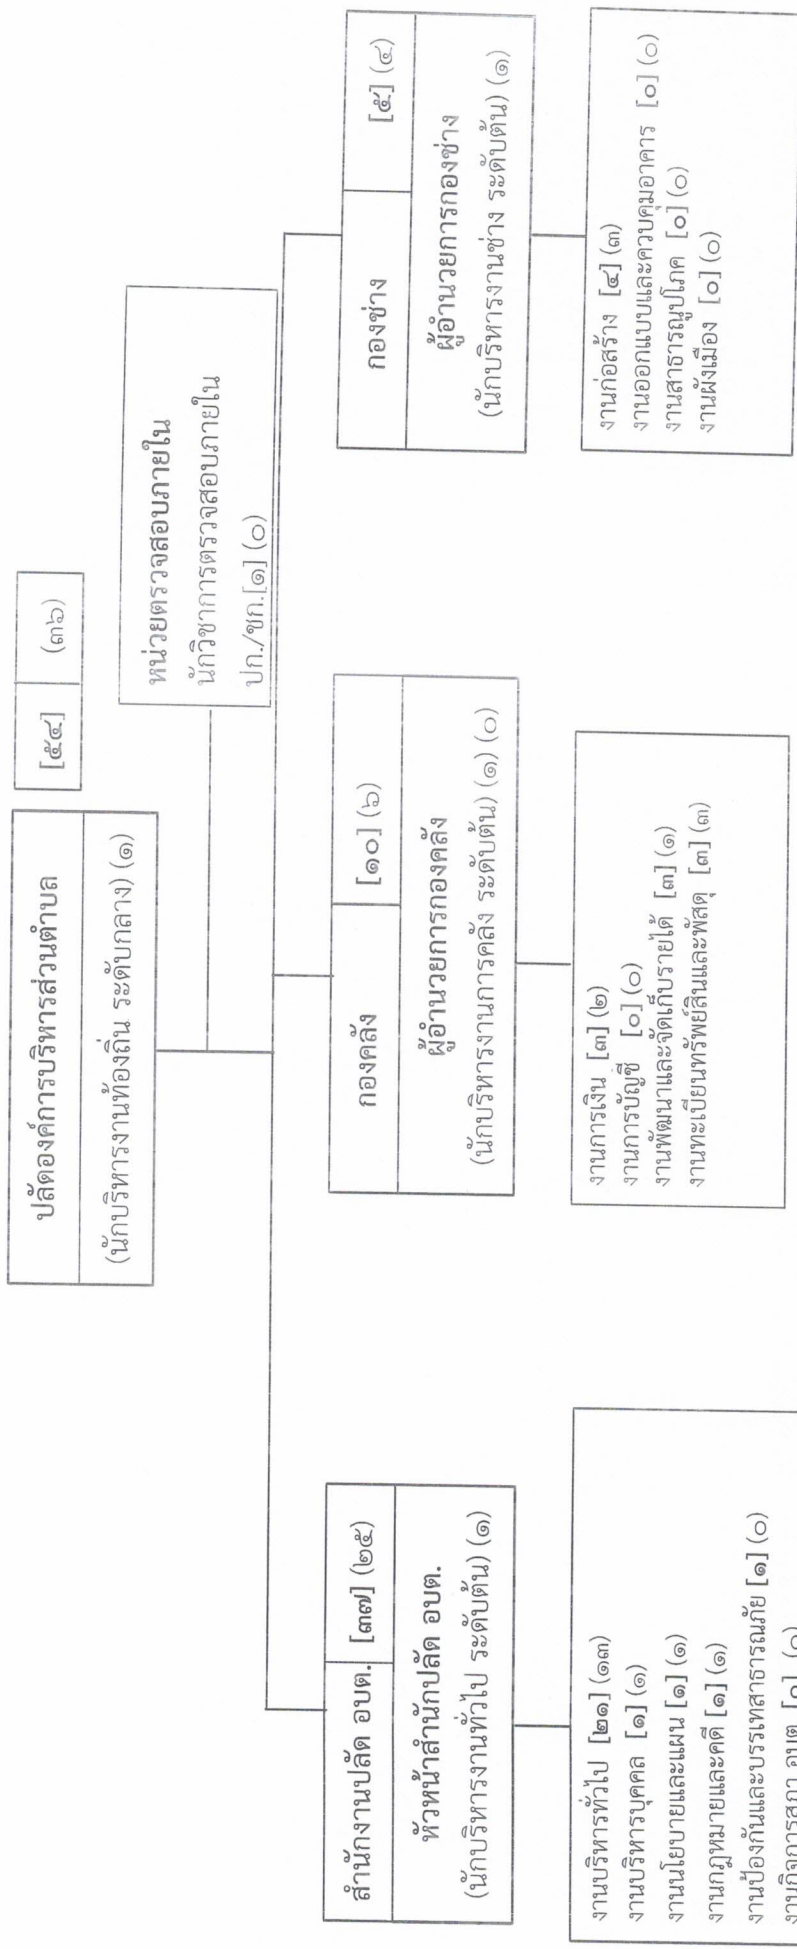 ปลัดองค์การบริหารส่วนตำบล
(นักบริหารงานท้องถิ่น ระดับกลาง) (๑)
[๕๔] (๓๖)
หน่วยตรวจสอบภายใน
นักวิชาการตรวจสอบภายใน
ปก./ชก.[๑] (๐)
สำนักงานปลัด อบต. [๓๗] (๒๕)
หัวหน้าสำนักปลัด อบต.
(นักบริหารงานทั่วไป ระดับต้น) (๑)
งานบริหารทั่วไป [๒๑] (๑๓)
งานบริหารบุคคล [๑] (๑)
งานนโยบายและแผน [๑] (๑)
งานกฎหมายและคดี [๑] (๑)
งานป้องกันและบรรเทสาธารณภัย [๑] (๐)
งานกิจการสภา อบต
กองคลัง [๑๐] (๖)
ผู้อำนวยการกองคลัง
(นักบริหารงานการคลัง ระดับต้น) (๑) (๐)
งานการเงิน [๓] (๒)
งานการบัญชี [๐] (๐)
งานพัฒนาและจัดเก็บรายได้ [๓] (๑)
งานทะเบียนทรัพย์สินและพัสดุ [๓] (๓)
กองช่าง [๕] (๔)
ผู้อำนวยการกองช่าง
(นักบริหารงานช่าง ระดับต้น) (๑)
งานก่อสร้าง [๔] (๓)
งานออกแบบและควบคุมอาคาร [๐] (๐)
งานสาธารณูปโภค [๐] (๐)
งานผังเมือง [๐] (๐)